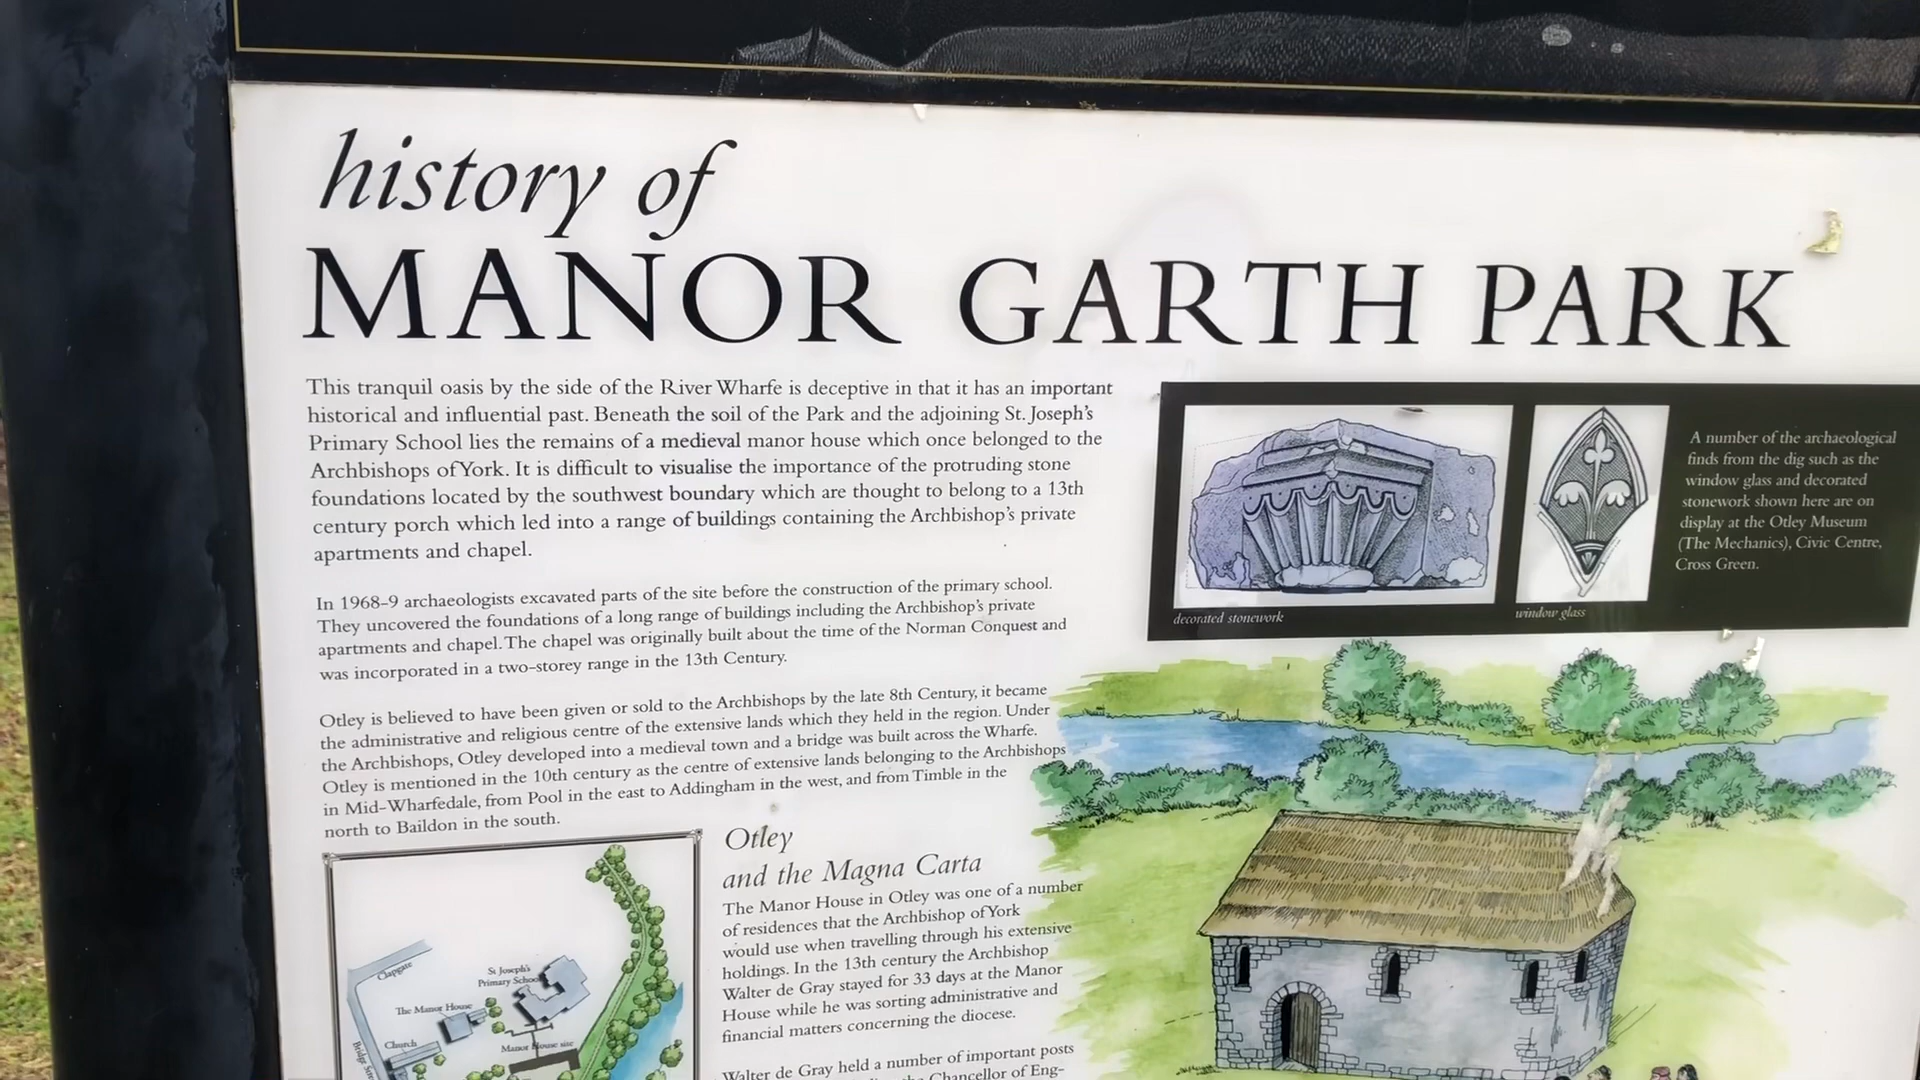 history of
MANOR GARTH PARK
This tranquil oasis by the side of the River Wharfe is deceptive in that it has an important
historical and influential past. Beneath the soil of the Park and the adjoining St. Joseph's
Primary School lies the remains of a medieval manor house which once belonged to the
Archbishops of York. It is difficult to visualise the importance of the protruding stone
foundations located by the southwest boundary which are thought to belong to a 13th
century porch which led into a range of buildings containing the Archbishop's private
apartments and chapel.
In 1968-9 archaeologists excavated parts of the site before the construction of the primary school.
They uncovered the foundations of a long range of buildings including the Archbishop's private
apartments and chapel. The chapel was originally built about the time of the Norman Conquest and
was incorporated in a two-storey range in the 13th Century.
Otley is believed to have been given or sold to the Archbishops by the late 8th Century, it became
the administrative and religious centre of the extensive lands which they held in the region. Under
the Archbishops, Otley developed into a medieval town and a bridge was built across the Wharfe.
Otley is mentioned in the 10th century as the centre of extensive lands belonging to the Archbishops
in Mid-Wharfedale, from Pool in the east to Addingham in the west, and from Timble in the
north to Baildon in the south.
decorated stonework
window glass
A number of the archaeological
finds from the dig such as the
window glass and decorated
stonework shown here are on
display at the Otley Museum
(The Mechanics), Civic Centre,
Cross Green.
Clapgate
St Joseph's
Primary School
The Manor House
Church
Manor House site
Bridge
Otley
and the Magna Carta
The Manor House in Otley was one of a number
of residences that the Archbishop of York
would use when travelling through his extensive
holdings. In the 13th century the Archbishop
Walter de Gray stayed for 33 days at the Manor
House while he was sorting administrative and
financial matters concerning the diocese.
Walter de Gray held a number of important posts
the Chancellor of Eng-